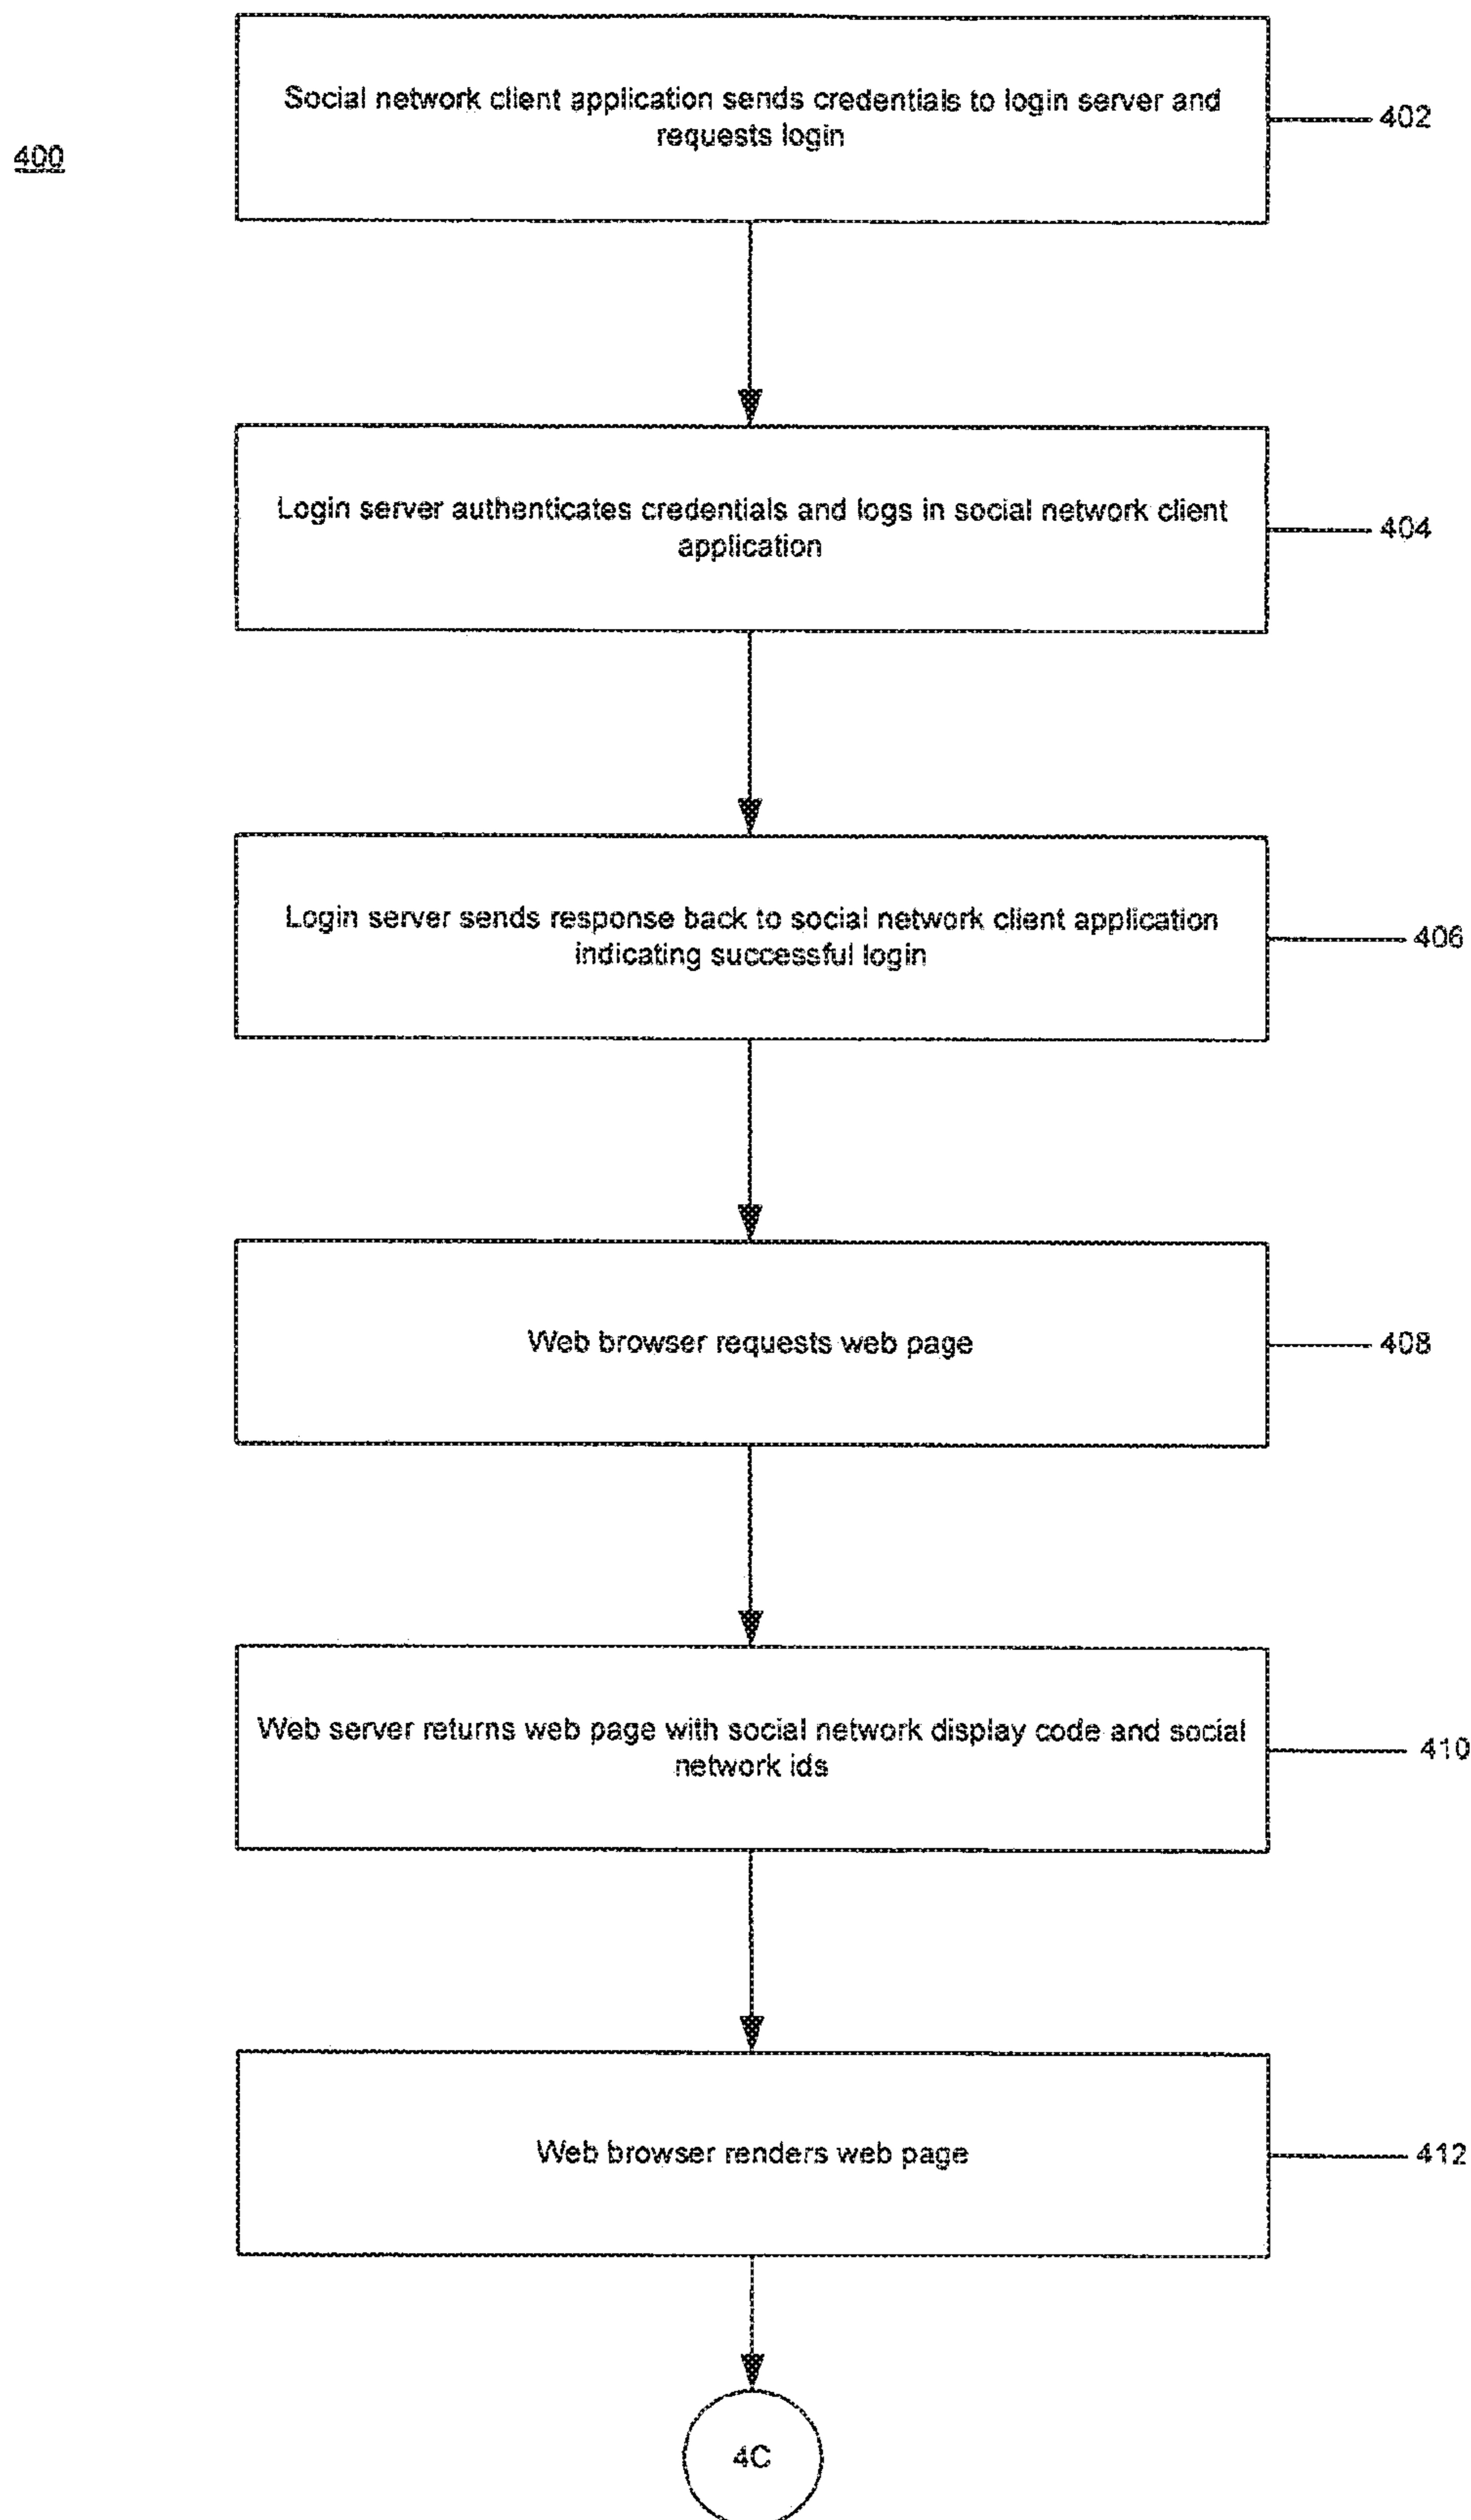 400
Social network client application sends credentials to login server and
requests login
402
Login server authenticates credentials and logs in social network client
application
404
Login server sends response back to social network client application
indicating successful login
406
Web browser requests web page
408
Web server returns web page with social network display code and social
network ids
410
Web browser renders web page
412
4C